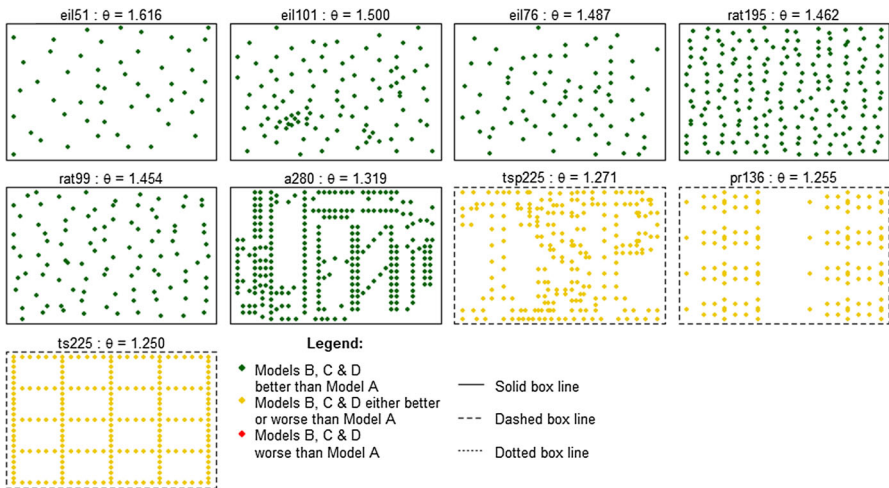 eil51 : θ = 1.616
eil101 : θ = 1.500
eil76 : θ = 1.487
rat195 : θ = 1.462
rat99 : θ = 1.454
a280 : θ = 1.319
tsp225 : θ = 1.271
pr136 : θ = 1.255
ts225 : θ = 1.250
Legend:
Models B, C & D
better than Model A
Models B, C & D either better
or worse than Model A
Models B, C & D
worse than Model A
Solid box line
Dashed box line
Dotted box line